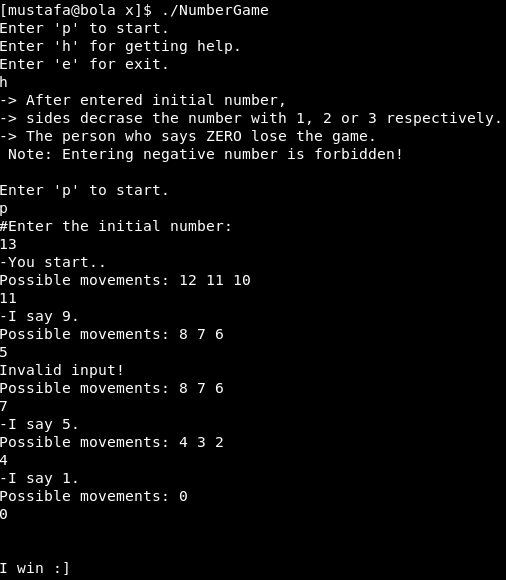 [mustafa@bola x]$ ./NumberGame
Enter 'p' to start.
Enter 'h' for getting help.
Enter 'e' for exit.
h
-> After entered initial number,
-> sides decrase the number with 1, 2 or 3 respectively.
-> The person who says ZERO lose the game.
 Note: Entering negative number is forbidden!

Enter 'p' to start.
p
#Enter the initial number:
13
-You start..
Possible movements: 12 11 10
11
-I say 9.
Possible movements: 8 7 6
5
Invalid input!
Possible movements: 8 7 6
7
-I say 5.
Possible movements: 4 3 2
4
-I say 1.
Possible movements: 0
0


I win :]